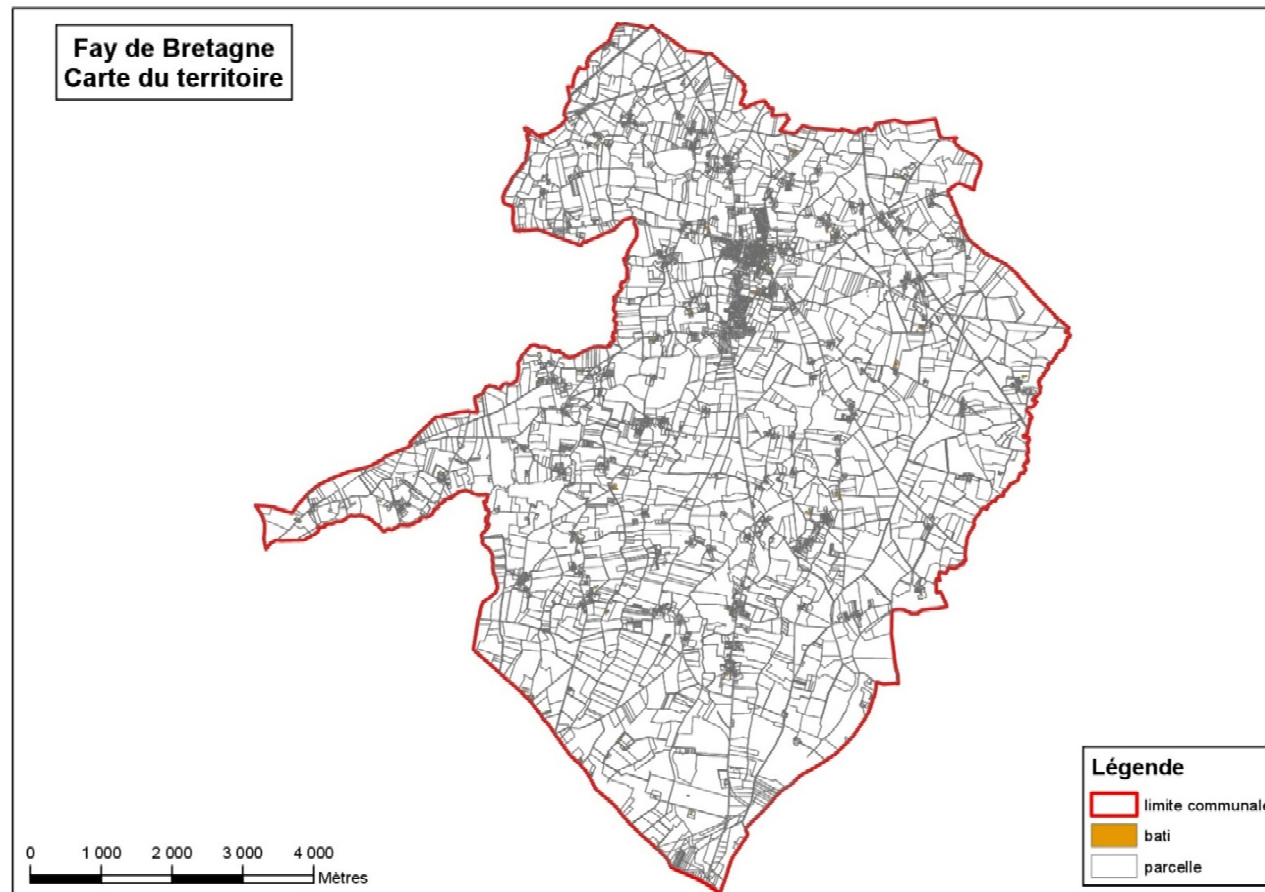 Fay de Bretagne
Carte du territoire
0 1 000 2 000 3 000 4 000
Mètres
Légende
limite communale
bati
parcelle